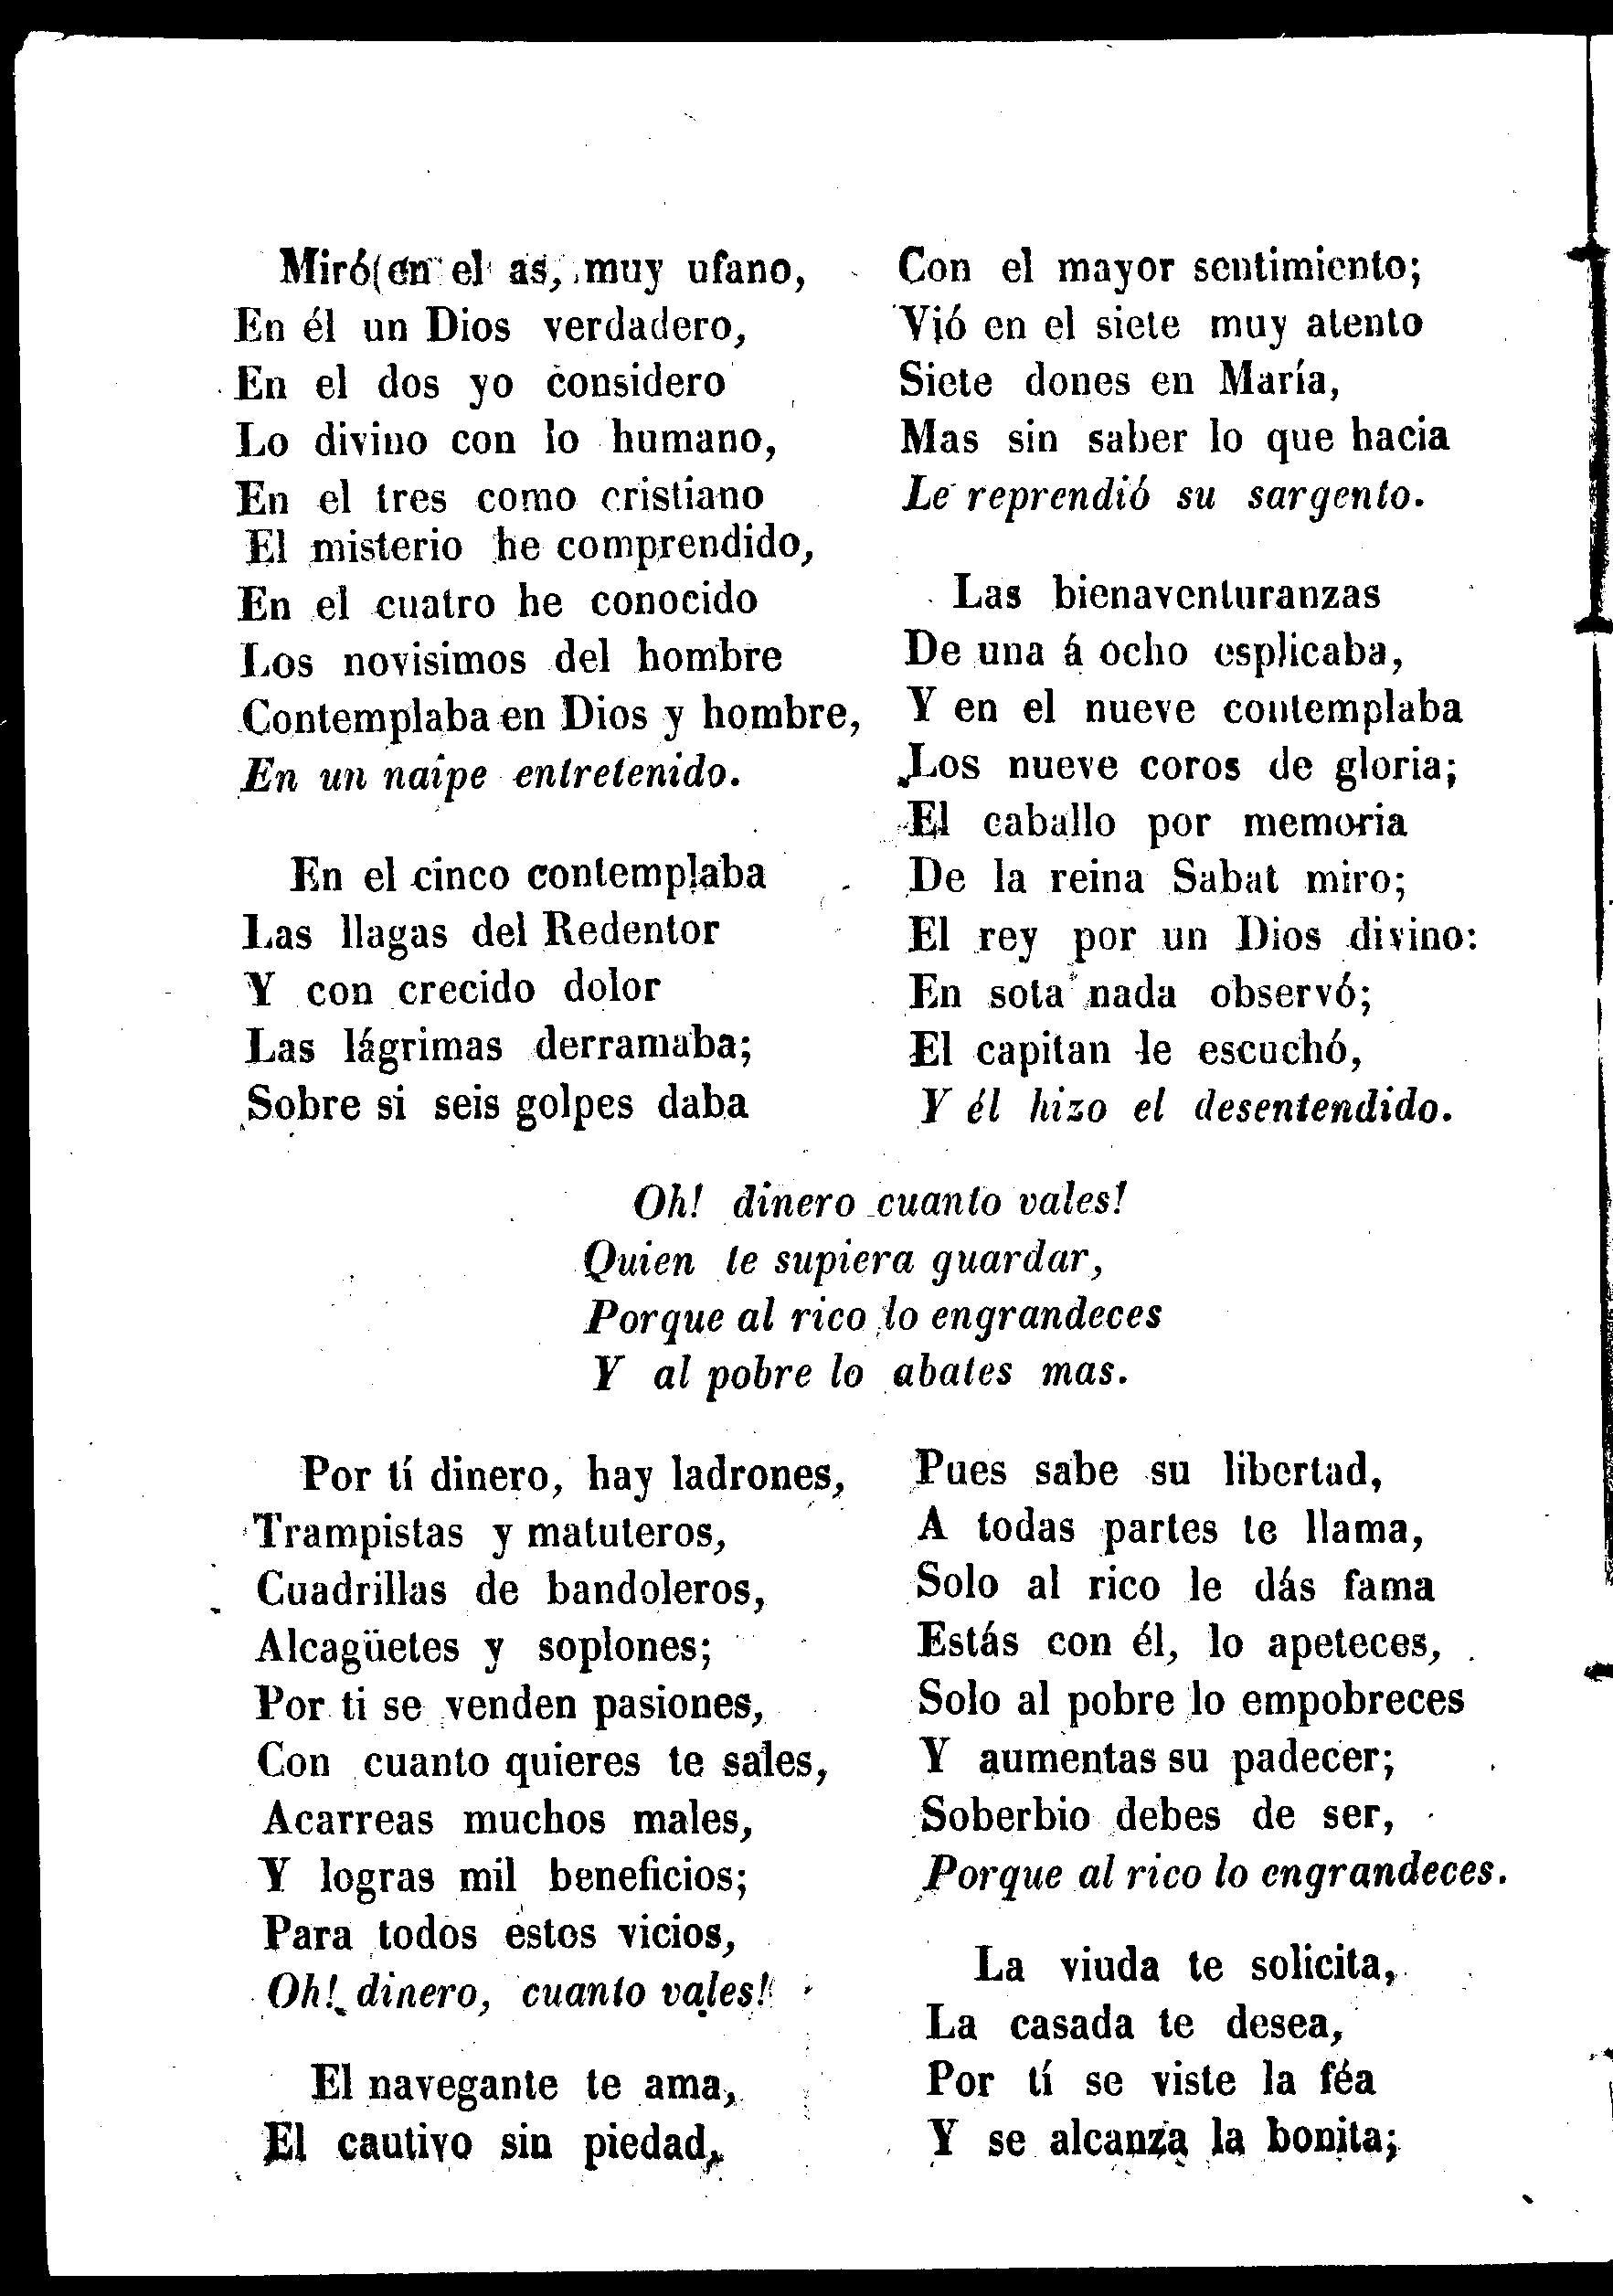 Miró en el as, muy ufano,
En él un Dios verdadero,
En el dos yo considero
Lo divino con lo humano,
En el tres como cristiano
El misterio he comprendido,
En el cuatro he conocido
Los novisimos del hombre
Contemplaba en Dios y hombre,
En un naipe entretenido.
En el cinco contemplaba
Las llagas del Redentor
Y con crecido dolor
Las lágrimas derramaba;
Sobre si seis golpes daba
Con el mayor sentimiento;
Vió en el siete muy atento
Siete dones en María,
Mas sin saber lo que hacia
Le reprendió su sargento.
Las bienaventuranzas
De una á ocho esplicaba,
Y en el nueve contemplaba
Los nueve coros de gloria;
El caballo por memoria
De la reina Sabat miro;
El rey por un Dios divino:
En sota nada observó;
El capitan le escuchó,
Y él hizo el desentendido.
Oh! dinero cuanto vales!
Quien te supiera guardar,
Porque al rico lo engrandeces
Y al pobre lo abates mas.
Por tí dinero, hay ladrones,
Trampistas y matuteros,
Cuadrillas de bandoleros,
Alcagüetes y soplones;
Por ti se venden pasiones,
Con cuanto quieres te sales,
Acarreas muchos males,
Y logras mil beneficios;
Para todos estos vicios,
Oh! dinero, cuanto vales!
El navegante te ama,
El cautivo sin piedad,
Pues sabe su libertad,
A todas partes te llama,
Solo al rico le dás fama
Estás con él, lo apeteces,
Solo al pobre lo empobreces
Y aumentas su padecer;
Soberbio debes de ser,
Porque al rico lo engrandeces.
La viuda te solicita,
La casada te desea,
Por tí se viste la féa
Y se alcanza la bonita;